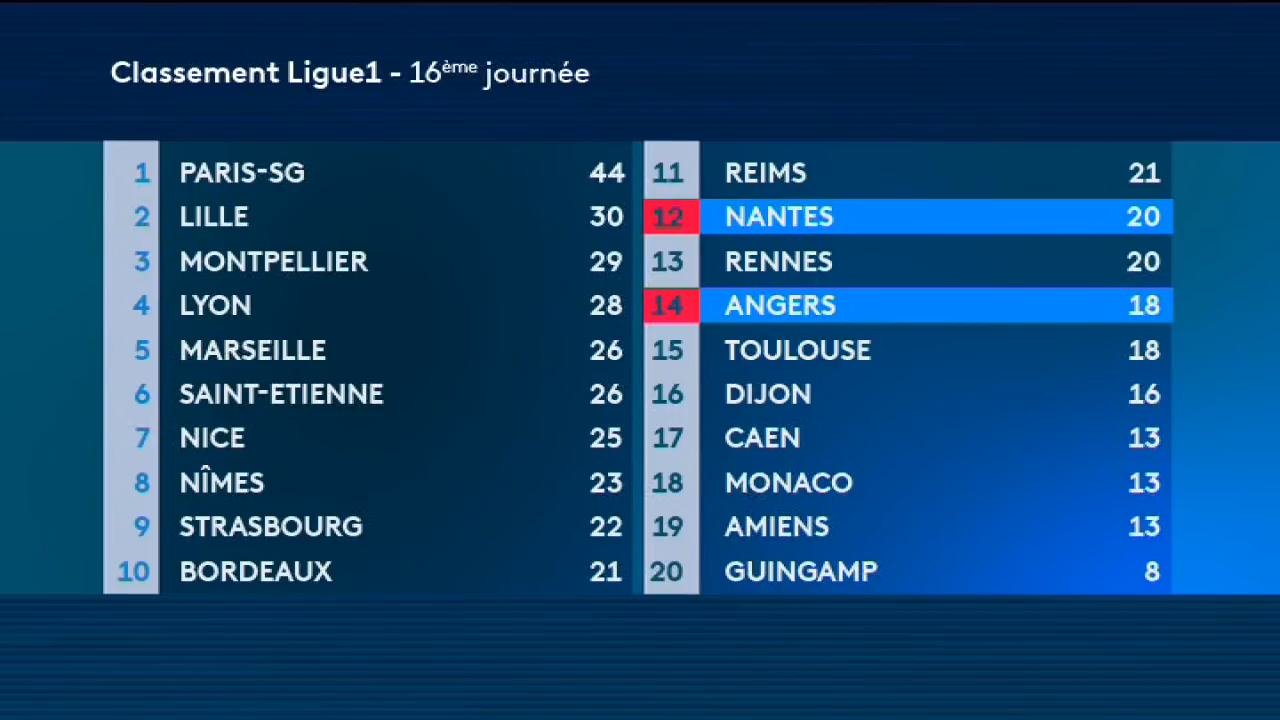 Classement Ligue1 - 16ème journée
1 PARIS-SG 44
2 LILLE 30
3 MONTPELLIER 29
4 LYON 28
5 MARSEILLE 26
6 SAINT-ETIENNE 26
7 NICE 25
8 NÎMES 23
9 STRASBOURG 22
10 BORDEAUX 21
11 REIMS 21
12 NANTES 20
13 RENNES 20
14 ANGERS 18
15 TOULOUSE 18
16 DIJON 16
17 CAEN 13
18 MONACO 13
19 AMIENS 13
20 GUINGAMP 8